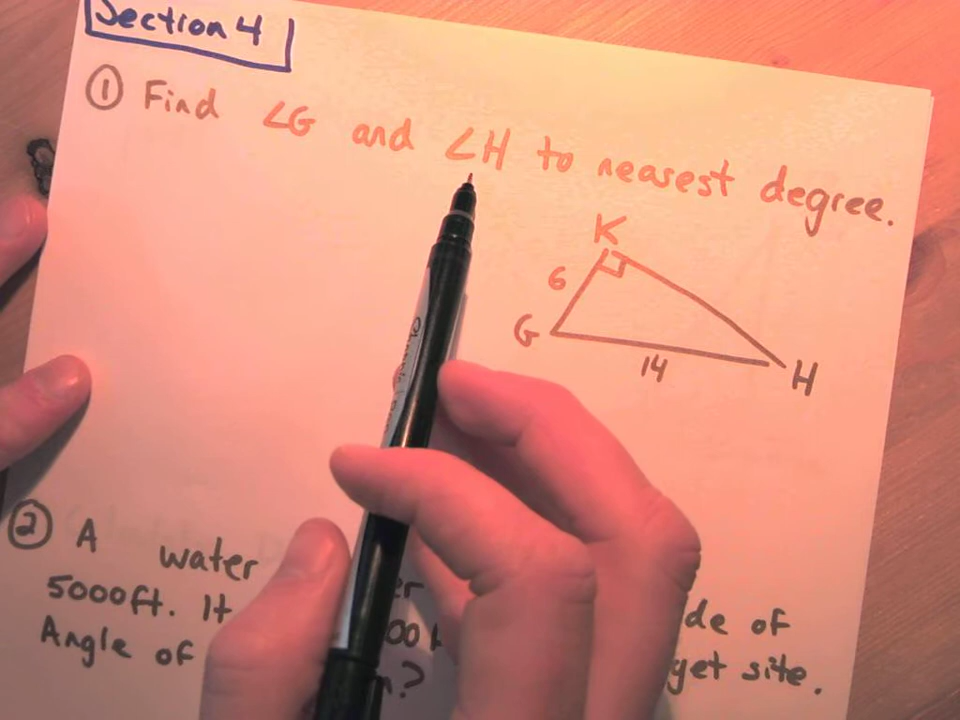 Section 4
① Find ∠G and ∠H to nearest degree.
K
6
G
14
H
② A water de of
5000ft. It 00 get site.
Angle of n?